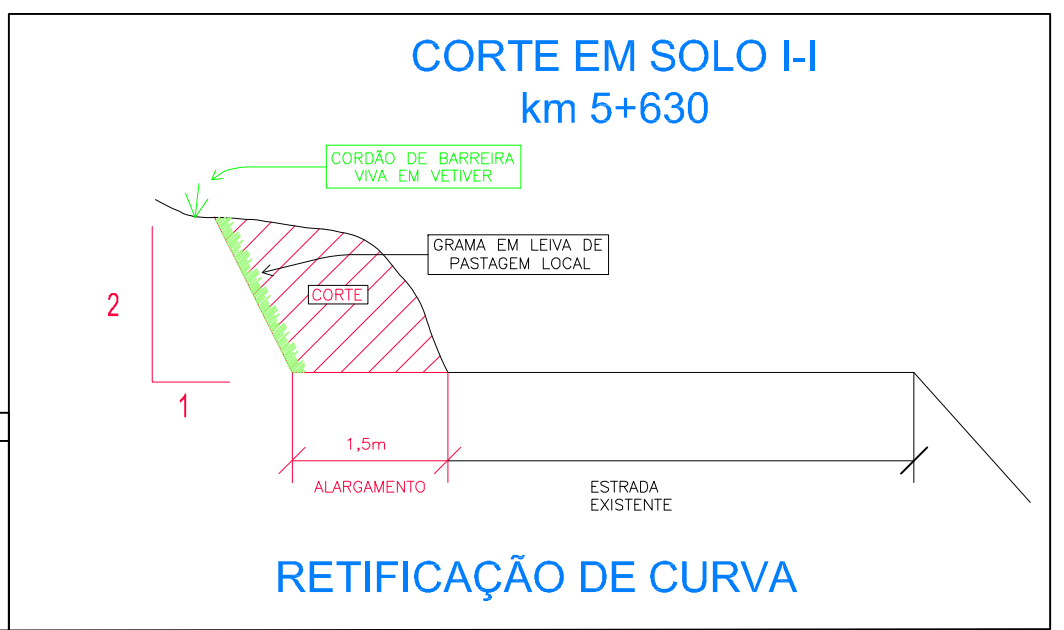 CORTE EM SOLO I-I
km 5+630
CORDÃO DE BARREIRA
VIVA EM VETIVER
GRAMA EM LEIVA DE
PASTAGEM LOCAL
CORTE
2
1
1,5m
ALARGAMENTO
ESTRADA
EXISTENTE
RETIFICAÇÃO DE CURVA